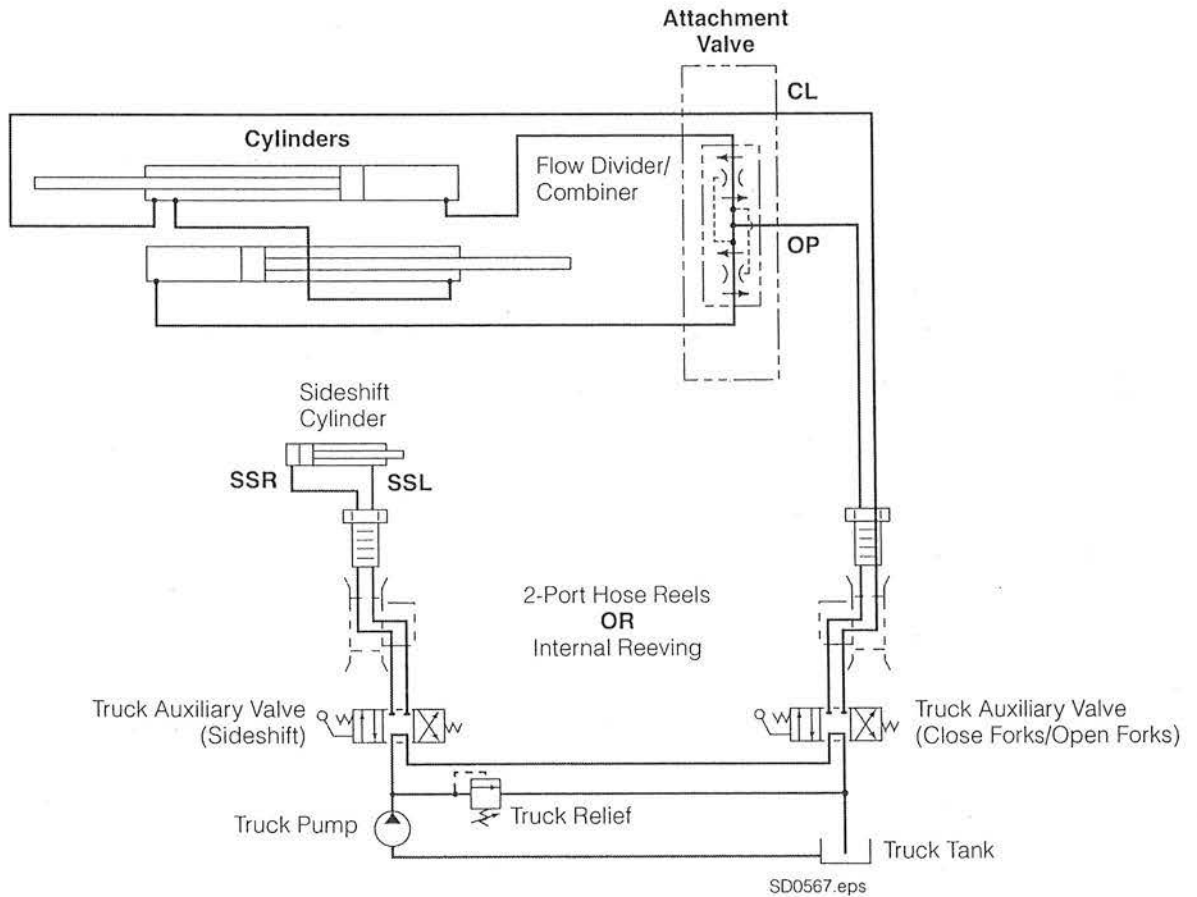 Attachment
Valve
CL
Cylinders
Flow Divider/
Combiner
OP
Sideshift
Cylinder
SSR
SSL
2-Port Hose Reels
OR
Internal Reeving
Truck Auxiliary Valve
(Sideshift)
Truck Auxiliary Valve
(Close Forks/Open Forks)
Truck Relief
Truck Pump
Truck Tank
SD0567.eps